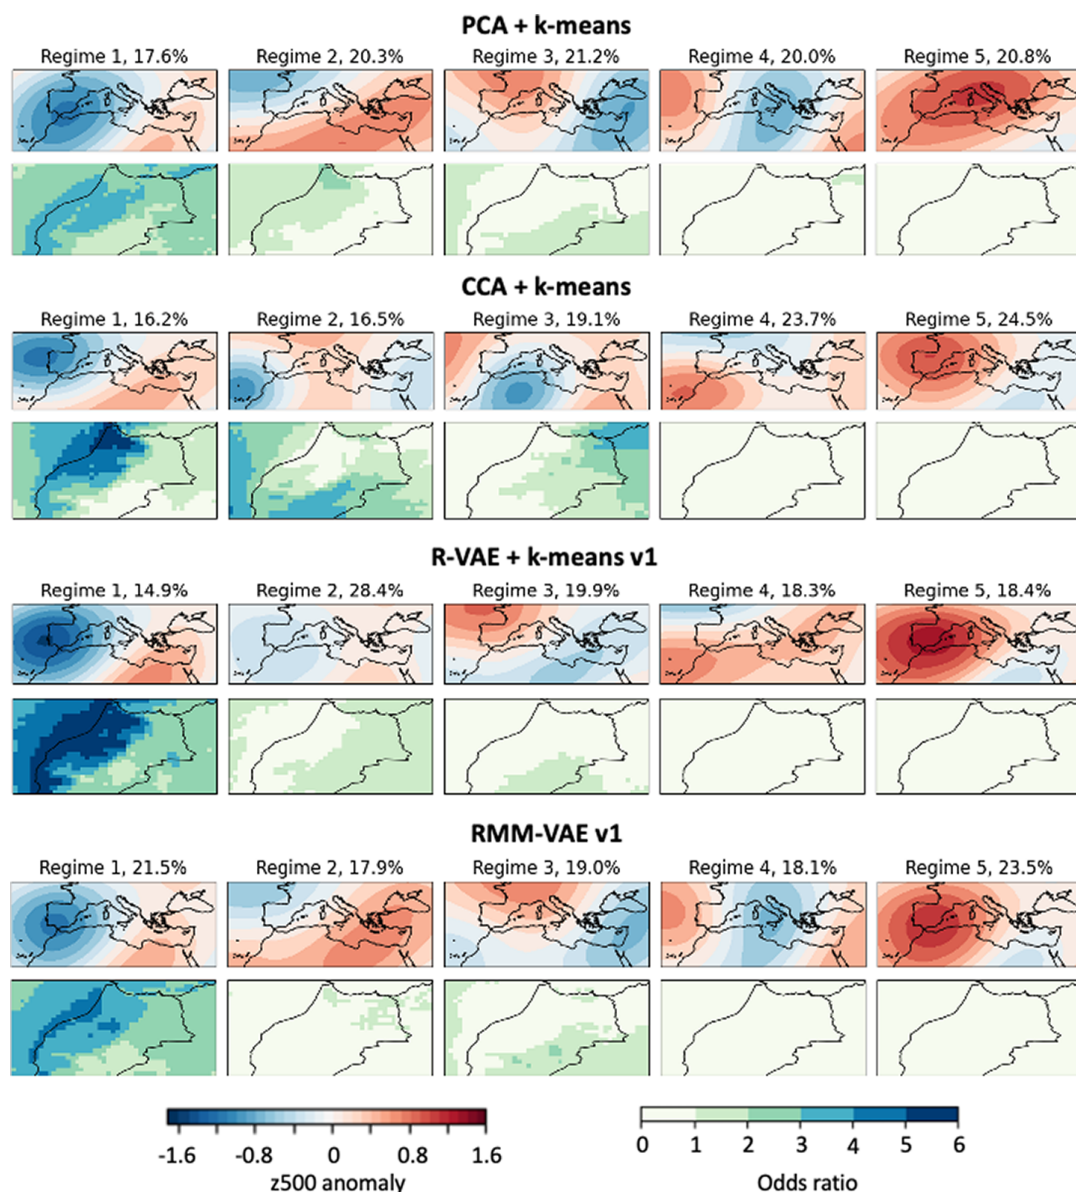 PCA + k-means
Regime 1, 17.6% Regime 2, 20.3% Regime 3, 21.2% Regime 4, 20.0% Regime 5, 20.8%
CCA + k-means
Regime 1, 16.2% Regime 2, 16.5% Regime 3, 19.1% Regime 4, 23.7% Regime 5, 24.5%
R-VAE + k-means v1
Regime 1, 14.9% Regime 2, 28.4% Regime 3, 19.9% Regime 4, 18.3% Regime 5, 18.4%
RMM-VAE v1
Regime 1, 21.5% Regime 2, 17.9% Regime 3, 19.0% Regime 4, 18.1% Regime 5, 23.5%
-1.6 -0.8 0 0.8 1.6 0 1 2 3 4 5 6
z500 anomaly Odds ratio